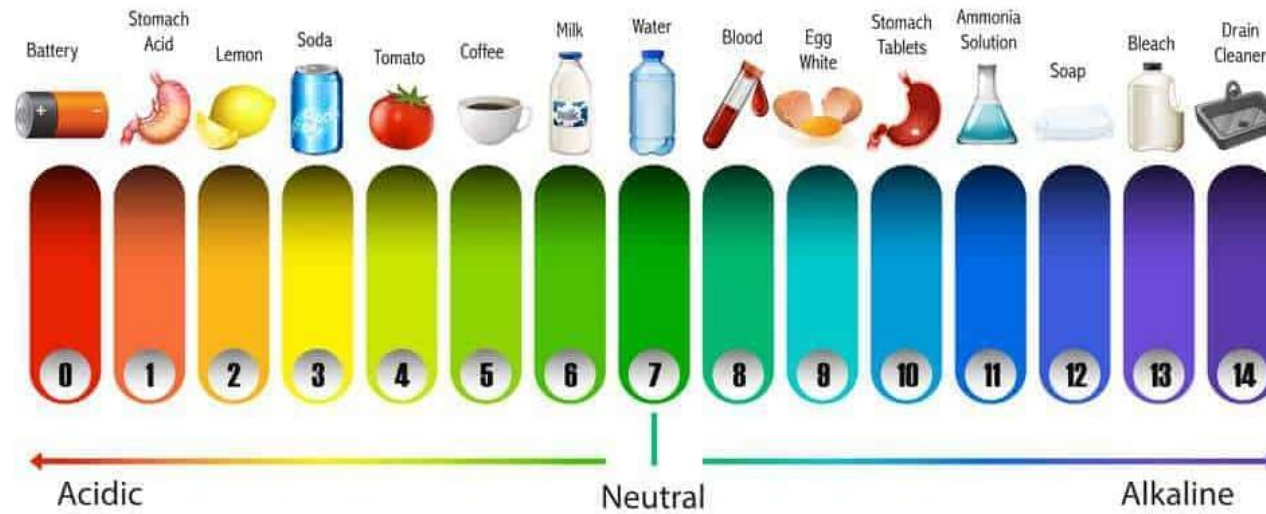 Battery
Stomach
Acid
Lemon
Soda
Tomato
Coffee
Milk
Water
Blood
Egg
White
Stomach
Tablets
Ammonia
Solution
Soap
Bleach
Drain
Cleaner
+ -
0 1 2 3 4 5 6 7 8 9 10 11 12 13 14
Acidic
Neutral
Alkaline